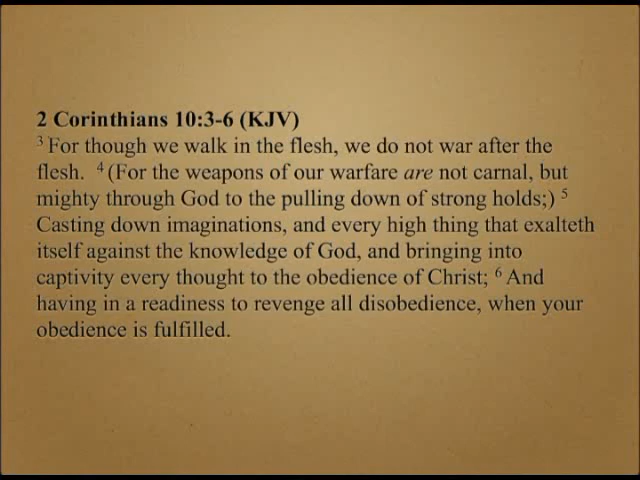 2 Corinthians 10:3-6 (KJV)
3 For though we walk in the flesh, we do not war after the
flesh. 4 (For the weapons of our warfare are not carnal, but
mighty through God to the pulling down of strong holds;) 5
Casting down imaginations, and every high thing that exalteth
itself against the knowledge of God, and bringing into
captivity every thought to the obedience of Christ; 6 And
having in a readiness to revenge all disobedience, when your
obedience is fulfilled.